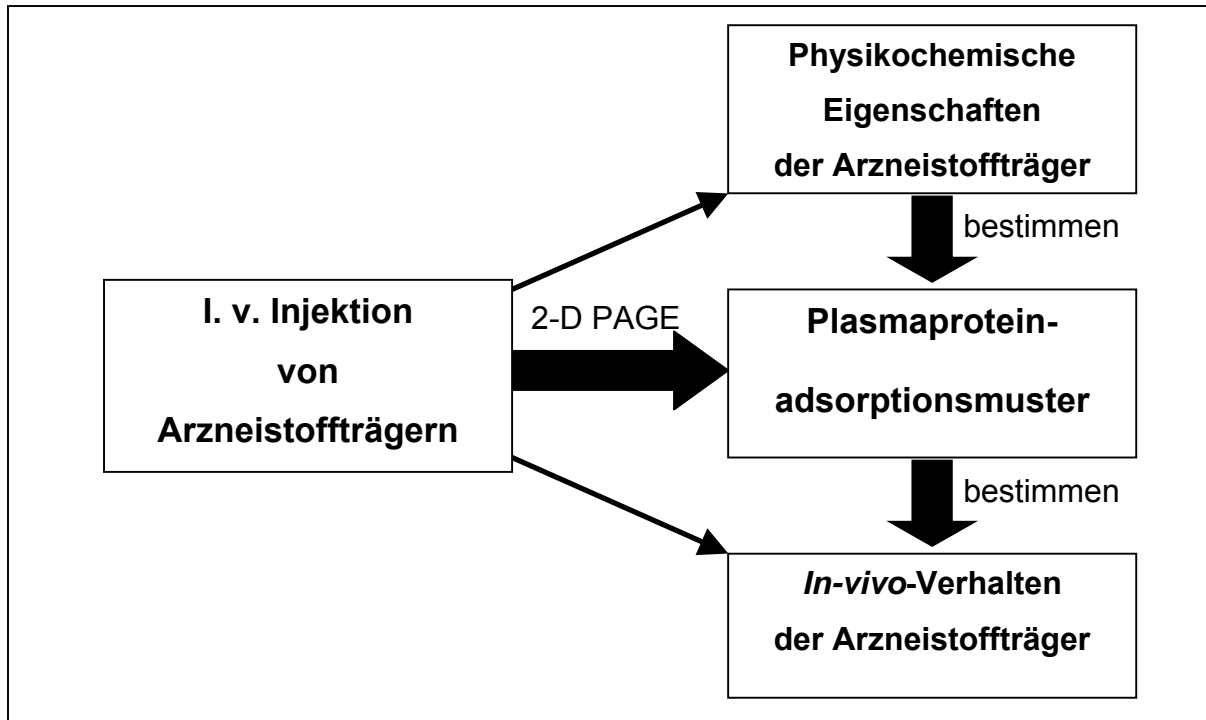 Physikochemische
Eigenschaften
der Arzneistoffträger
bestimmen
I. v. Injektion
von
Arzneistoffträgern
2-D PAGE
Plasmaprotein-
adsorptionsmuster
bestimmen
In-vivo-Verhalten
der Arzneistoffträger